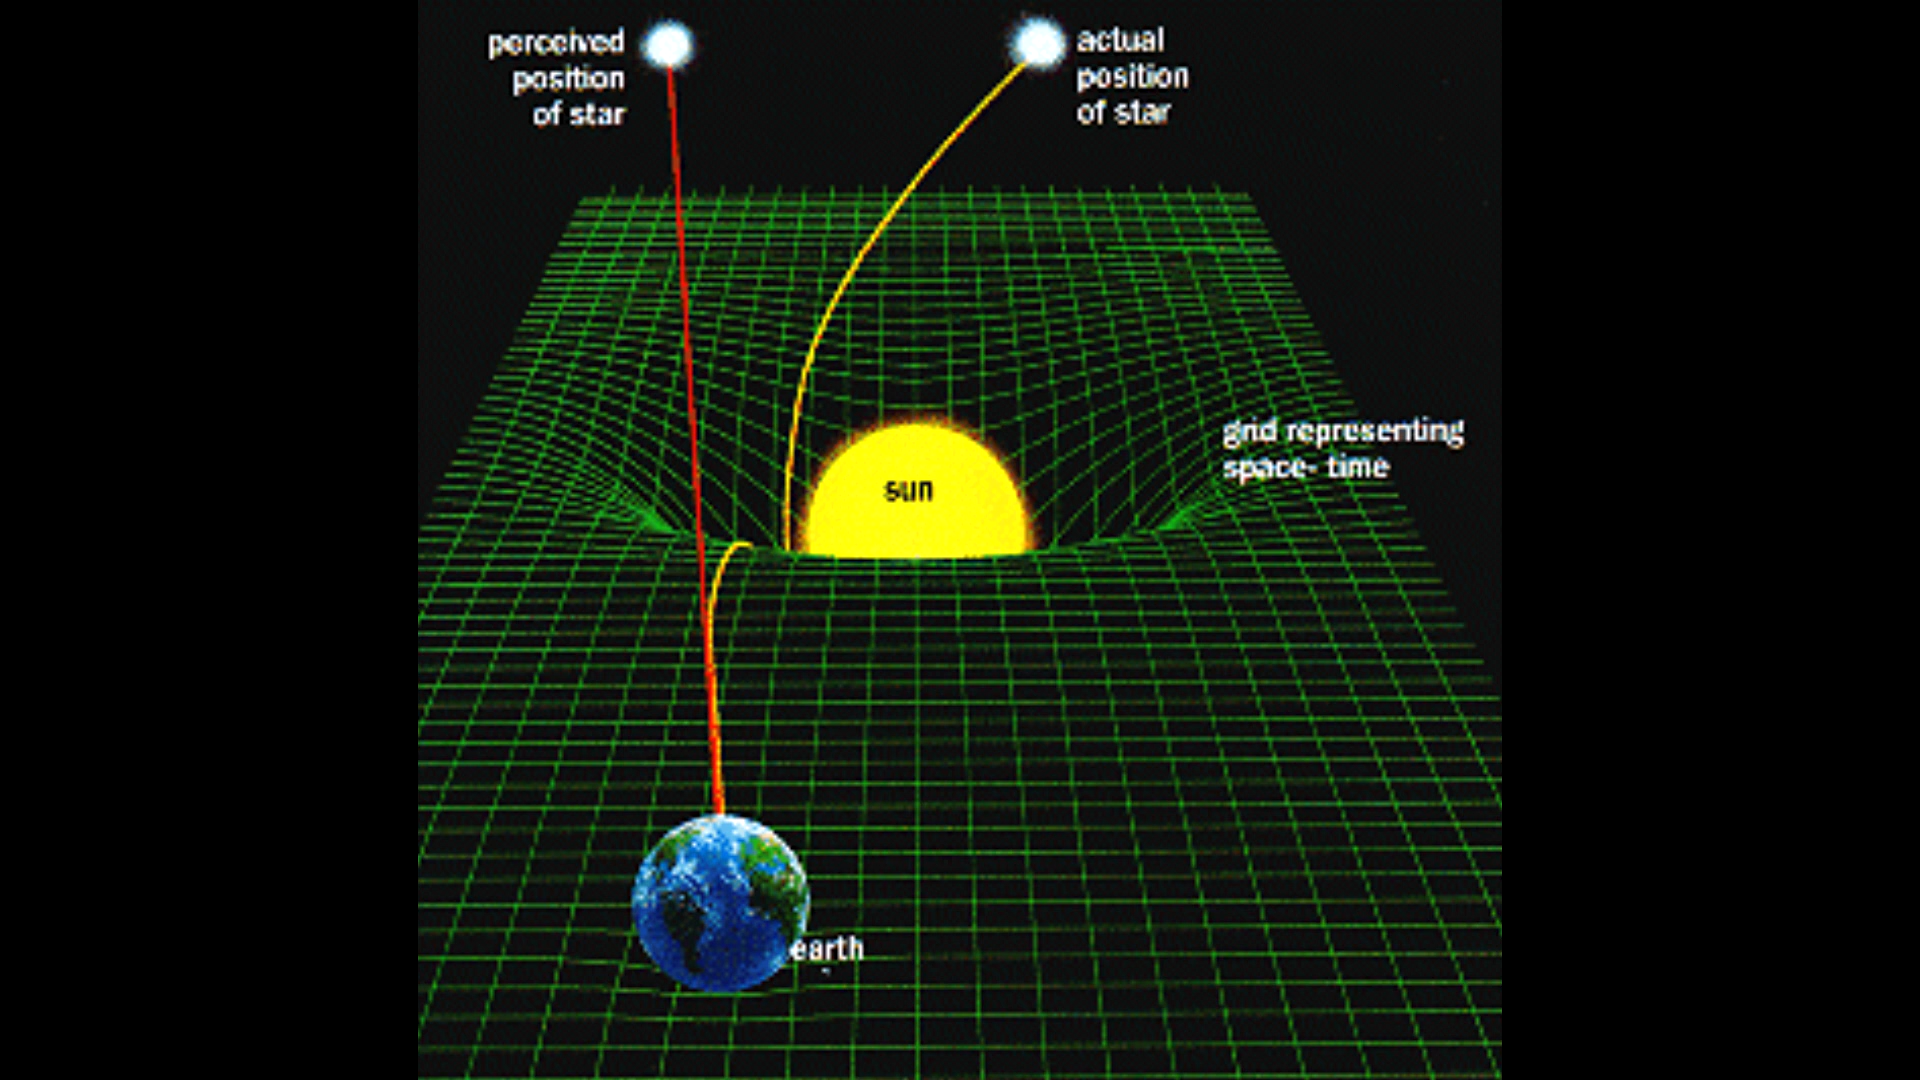 perceived
position
of star
actual
position
of star
grid representing
space- time
sun
earth